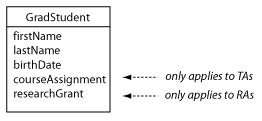 GradStudent
firstName
lastName
birthDate
courseAssignment only applies to TAs
researchGrant only applies to RAs